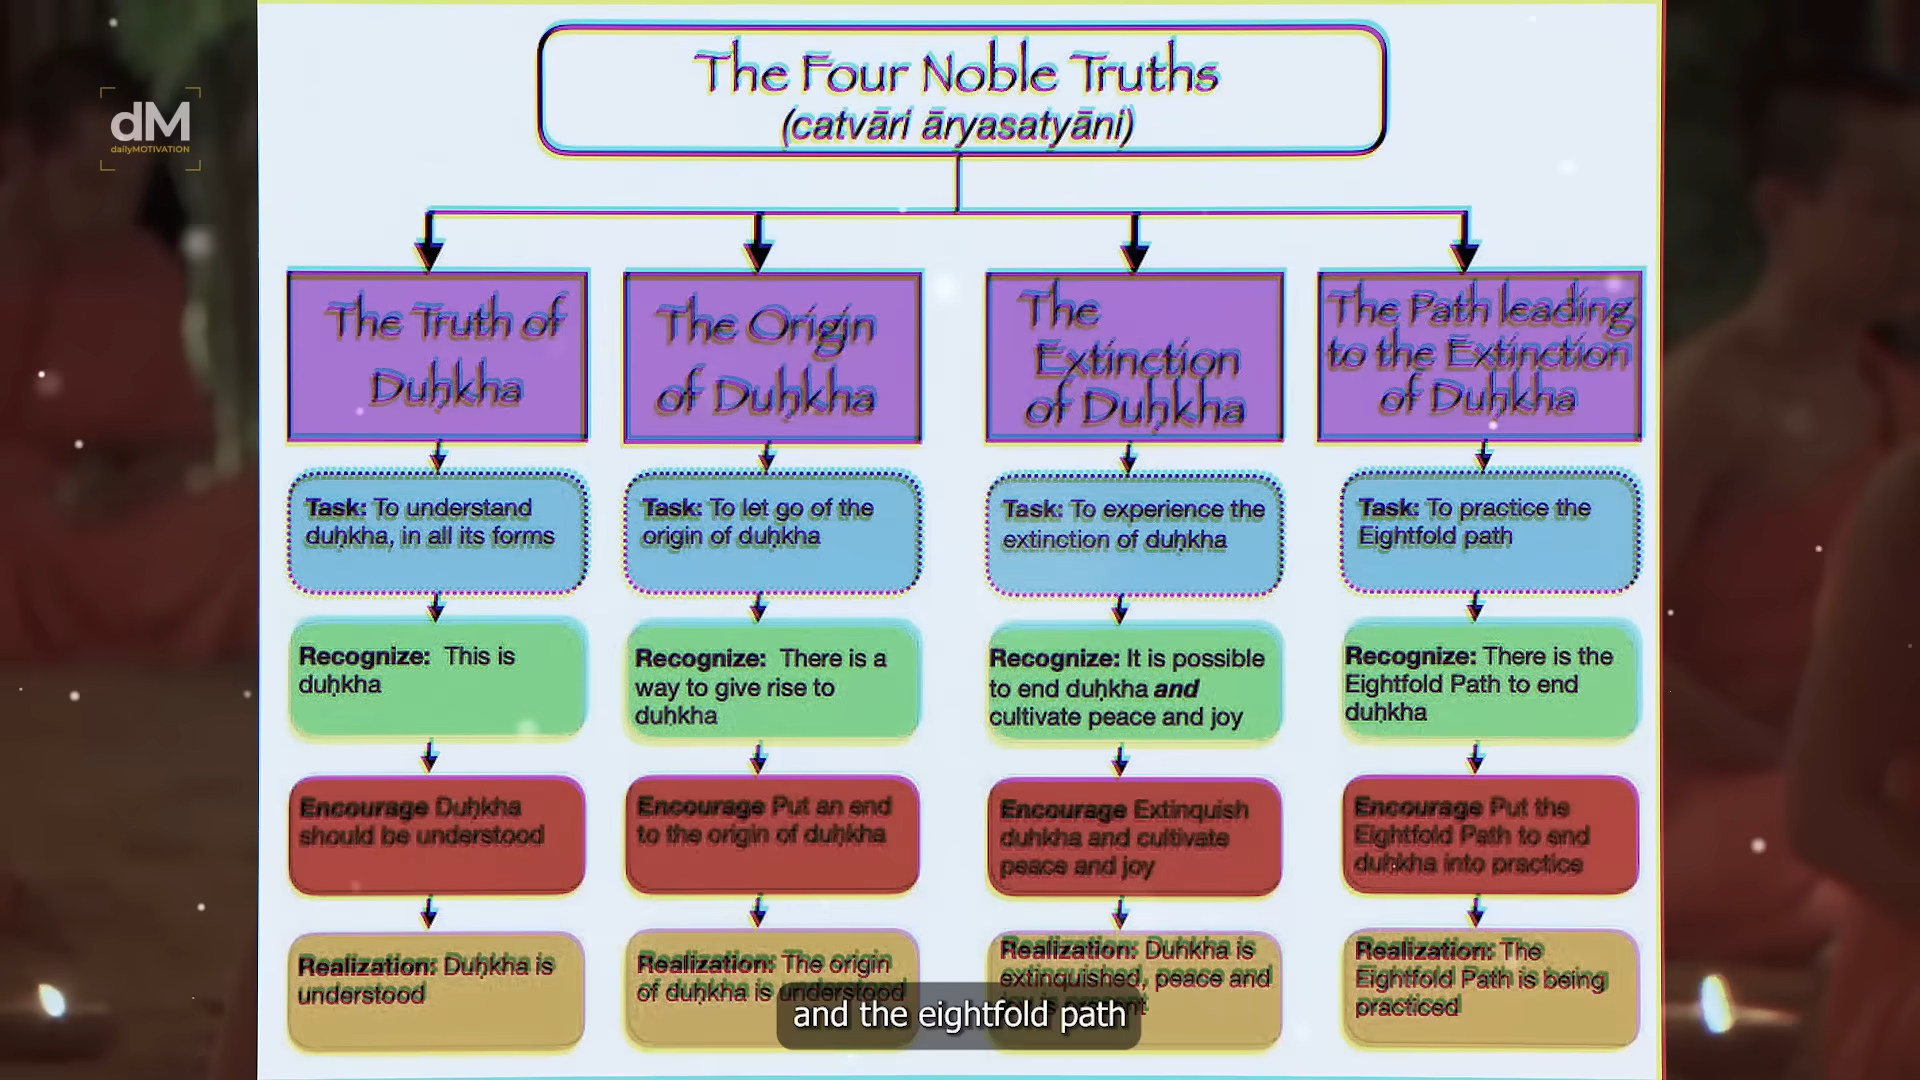 dM
dailyMOTIVATION
The Four Noble Truths
(catvāri āryasatyāni)
The Truth of
Duḥkha
The Origin
of Duḥkha
The
Extinction
of Duḥkha
The Path leading
to the Extinction
of Duḥkha
Task: To understand
duḥkha, in all its forms
Task: To let go of the
origin of duḥkha
Task: To experience the
extinction of duḥkha
Task: To practice the
Eightfold path
Recognize: This is
duḥkha
Recognize: There is a
way to give rise to
duḥkha
Recognize: It is possible
to end duḥkha and
cultivate peace and joy
Recognize: There is the
Eightfold Path to end
duḥkha
Encourage Duḥkha
should be understood
Encourage Put an end
to the origin of duḥkha
Encourage Extinguish
duhkha and cultivate
peace and joy
Encourage Put the
Eightfold Path to end
duḥkha into practice
Realization: Duḥkha is
understood
Realization: The origin
of duḥkha is understood
Realization: Duhkha is
extinguished, peace and
Realization: The
Eightfold Path is being
practiced
and the eightfold path